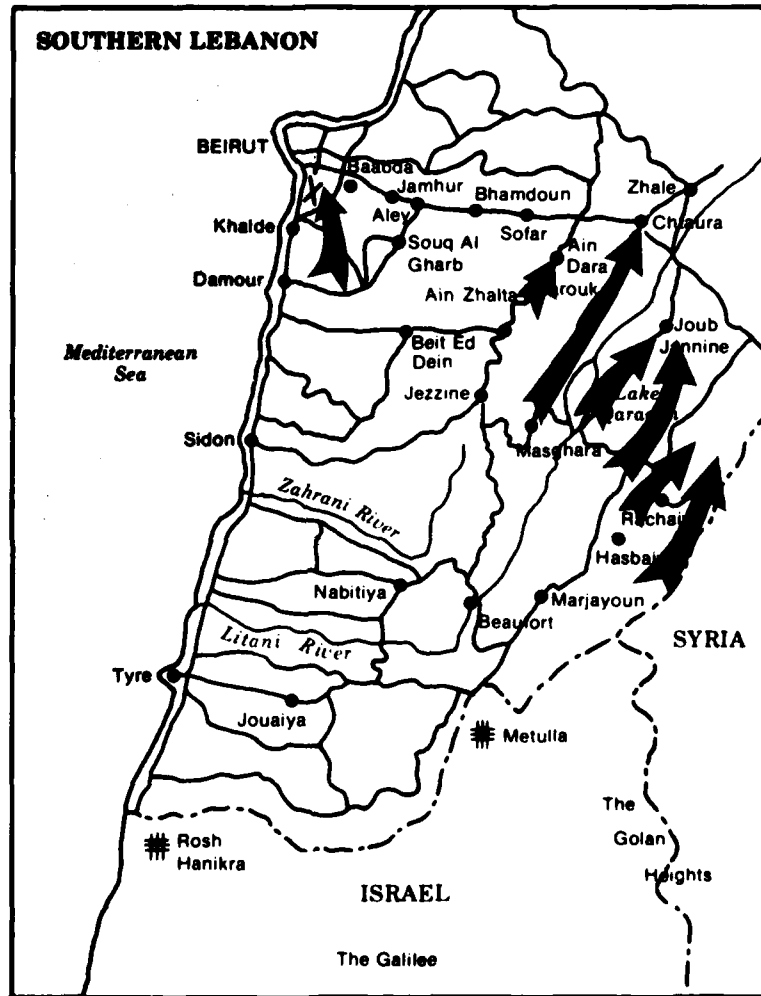 SOUTHERN LEBANON
BEIRUT
Baabda
Jamhur
Aley
Bhamdoun
Sofar
Zhale
Chtaura
Khalde
Souq Al
Gharb
Ain
Dara
Damour
Ain Zhalta
Joub
Jannine
Beit Ed
Dein
Mediterranean
Sea
Jezzine
Lake
Sidon
Masghara
Zahrani River
Hasbai
Nabitiya
Beaufort
Marjayoun
Litani River
SYRIA
Tyre
Jouaiya
Metulla
The
Golan
Heights
Rosh
Hanikra
ISRAEL
The Galilee